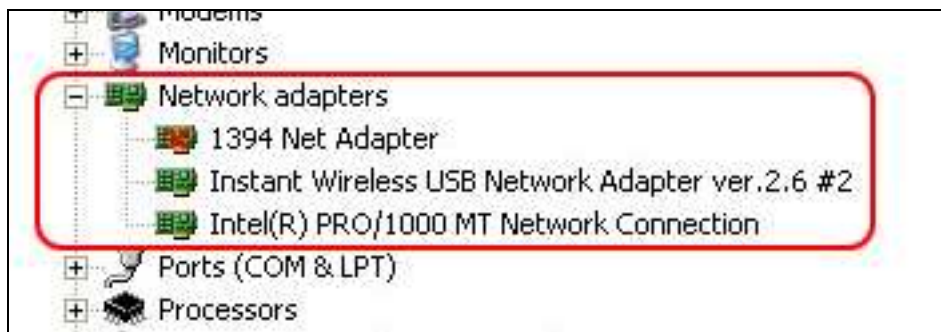 Modems
Monitors
Network adapters
1394 Net Adapter
Instant Wireless USB Network Adapter ver.2.6 #2
Intel(R) PRO/1000 MT Network Connection
Ports (COM & LPT)
Processors